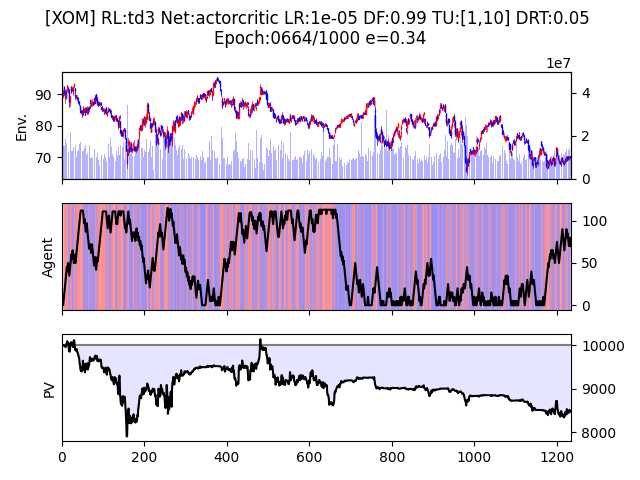 [XOM] RL:td3 Net:actorcritic LR:1e-05 DF:0.99 TU:[1,10] DRT:0.05
Epoch:0664/1000 e=0.34
1e7
Env.
90
80
70
4
2
0
Agent
100
50
0
PV
10000
9000
8000
0 200 400 600 800 1000 1200